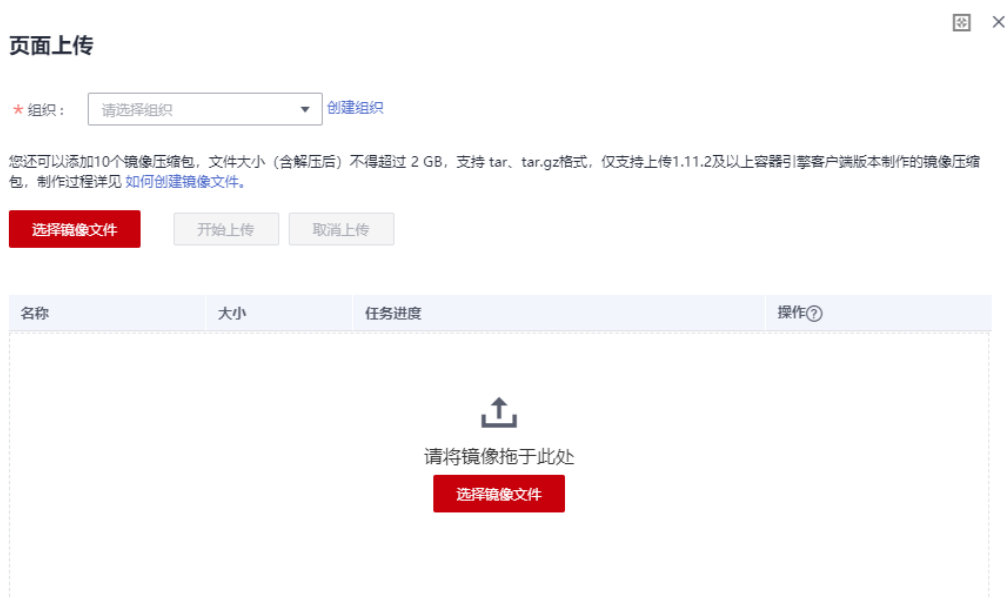 页面上传
* 组织： 请选择组织 创建组织
您还可以添加10个镜像压缩包，文件大小（含解压后）不得超过 2 GB，支持 tar、tar.gz格式，仅支持上传1.11.2及以上容器引擎客户端版本制作的镜像压缩
包，制作过程详见 如何创建镜像文件。
选择镜像文件 开始上传 取消上传
名称 大小 任务进度 操作?
请将镜像拖于此处
选择镜像文件